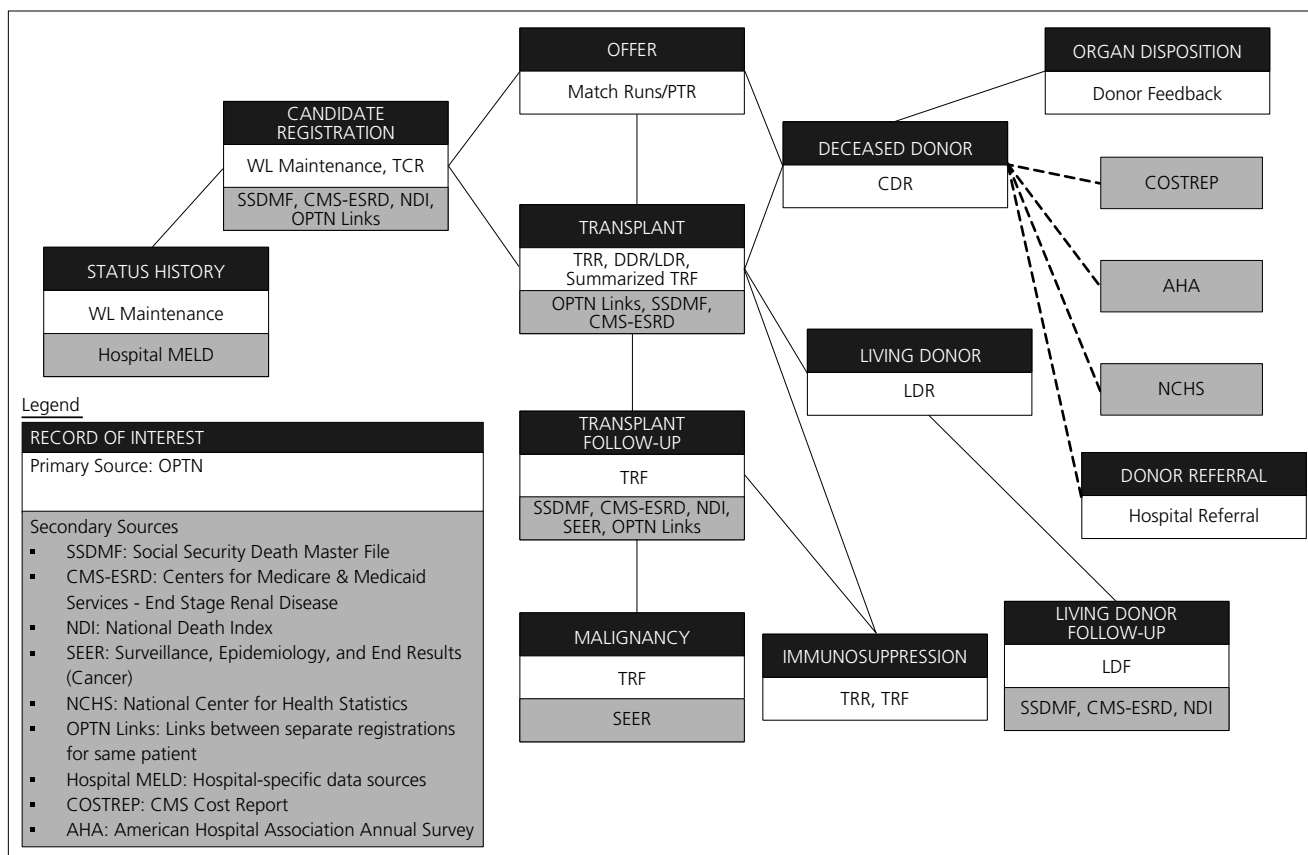 OFFER
Match Runs/PTR
ORGAN DISPOSITION
Donor Feedback
CANDIDATE
REGISTRATION
WL Maintenance, TCR
SSDMF, CMS-ESRD, NDI,
OPTN Links
DECEASED DONOR
CDR
COSTREP
AHA
NCHS
STATUS HISTORY
WL Maintenance
Hospital MELD
TRANSPLANT
TRR, DDR/LDR,
Summarized TRF
OPTN Links, SSDMF,
CMS-ESRD
LIVING DONOR
LDR
DONOR REFERRAL
Hospital Referral
TRANSPLANT
FOLLOW-UP
TRF
SSDMF, CMS-ESRD, NDI,
SEER, OPTN Links
MALIGNANCY
TRF
SEER
IMMUNOSUPPRESSION
TRR, TRF
LIVING DONOR
FOLLOW-UP
LDF
SSDMF, CMS-ESRD, NDI
Legend
RECORD OF INTEREST
Primary Source: OPTN
Secondary Sources
▪ SSDMF: Social Security Death Master File
▪ CMS-ESRD: Centers for Medicare & Medicaid
Services - End Stage Renal Disease
▪ NDI: National Death Index
▪ SEER: Surveillance, Epidemiology, and End Results
(Cancer)
▪ NCHS: National Center for Health Statistics
▪ OPTN Links: Links between separate registrations
for same patient
▪ Hospital MELD: Hospital-specific data sources
▪ COSTREP: CMS Cost Report
▪ AHA: American Hospital Association Annual Survey